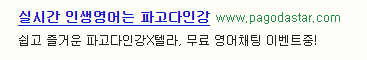 실시간 인생영어는 파고다인강 www.pagodastar.com
쉽고 즐거운 파고다인강X텔라, 무료 영어채팅 이벤트중!